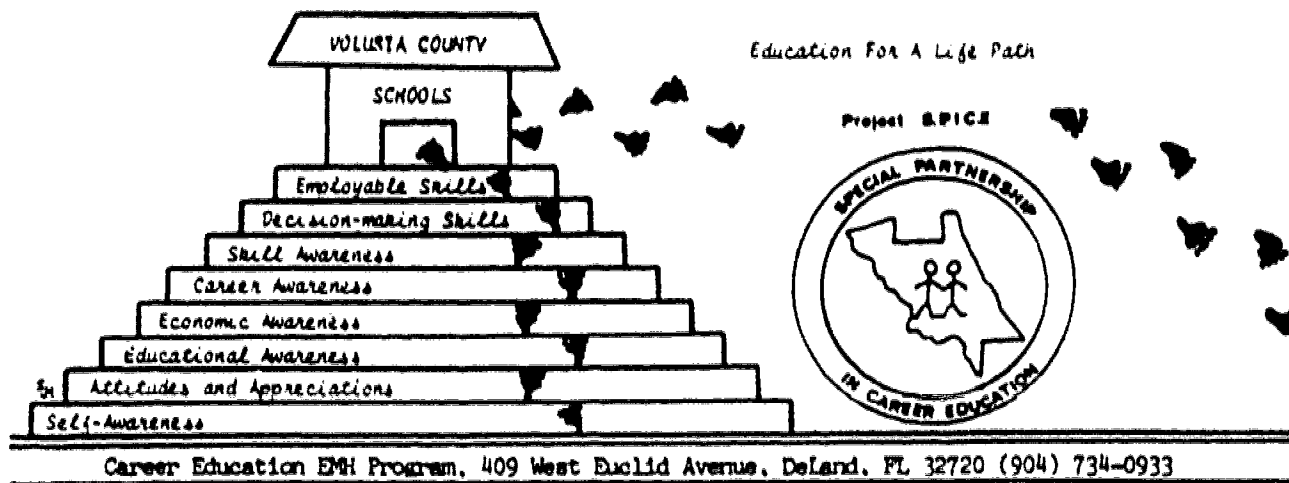 VOLUSIA COUNTY
SCHOOLS
Education For A Life Path
Project S.P.I.C.E
SPECIAL PARTNERSHIP
IN CAREER EDUCATION
Employable Skills
Decision-making Skills
Skill Awareness
Career Awareness
Economic Awareness
Educational Awareness
Attitudes and Appreciations
Self-Awareness
Career Education EMH Program, 409 West Euclid Avenue, DeLand, FL 32720 (904) 734-0933